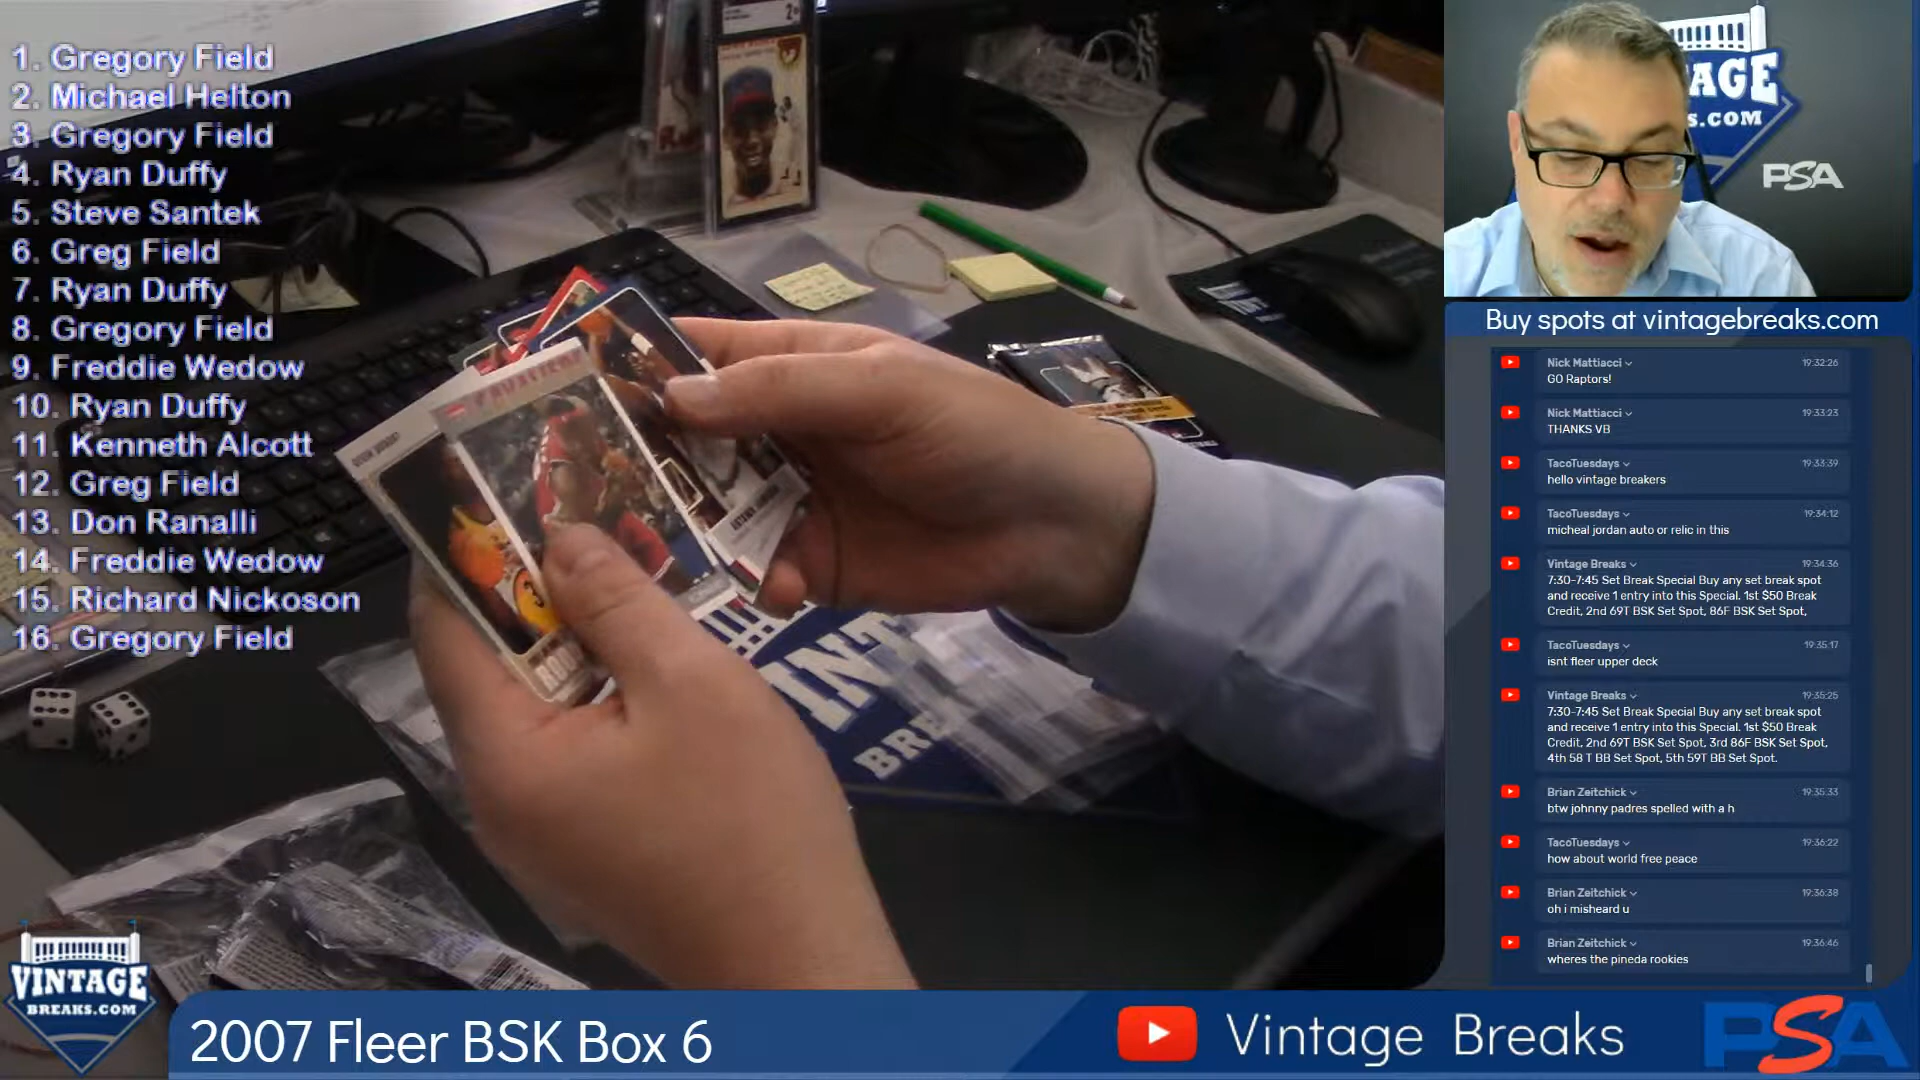 1. Gregory Field
2. Michael Helton
3. Gregory Field
4. Ryan Duffy
5. Steve Santek
6. Greg Field
7. Ryan Duffy
8. Gregory Field
9. Freddie Wedow
10. Ryan Duffy
11. Kenneth Alcott
12. Greg Field
13. Don Ranalli
14. Freddie Wedow
15. Richard Nickoson
16. Gregory Field
AGE
S.COM
PSA
Buy spots at vintagebreaks.com
Nick Mattiacci 19:32:26
GO Raptors!
Nick Mattiacci 19:33:23
THANKS VB
TacoTuesdays 19:33:39
hello vintage breakers
TacoTuesdays 19:34:12
micheal jordan auto or relic in this
Vintage Breaks 19:34:36
7:30-7:45 Set Break Special Buy any set break spot
and receive 1 entry into this Special. 1st $50 Break
Credit, 2nd 69T BSK Set Spot, 86F BSK Set Spot,
TacoTuesdays 19:35:17
isnt fleer upper deck
Vintage Breaks 19:35:25
7:30-7:45 Set Break Special Buy any set break spot
and receive 1 entry into this Special. 1st $50 Break
Credit, 2nd 69T BSK Set Spot, 3rd 86F BSK Set Spot,
4th 58 T BB Set Spot, 5th 59T BB Set Spot.
Brian Zeitchick 19:35:33
btw johnny padres spelled with a h
TacoTuesdays 19:36:22
how about world free peace
Brian Zeitchick 19:36:38
oh i misheard u
Brian Zeitchick 19:36:46
wheres the pineda rookies
INT
BRE
VINTAGE
BREAKS.COM
2007 Fleer BSK Box 6
Vintage Breaks
PSA